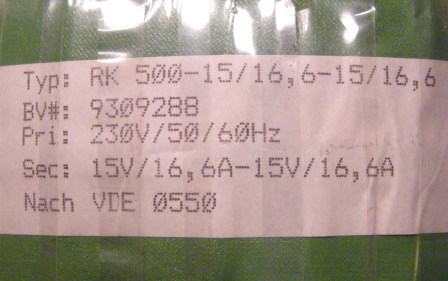 Typ: RK 500-15/16,6-15/16,6
BV#: 9309288
Pri: 230V/50/60Hz
Sec: 15V/16,6A-15V/16,6A
Nach VDE 0550